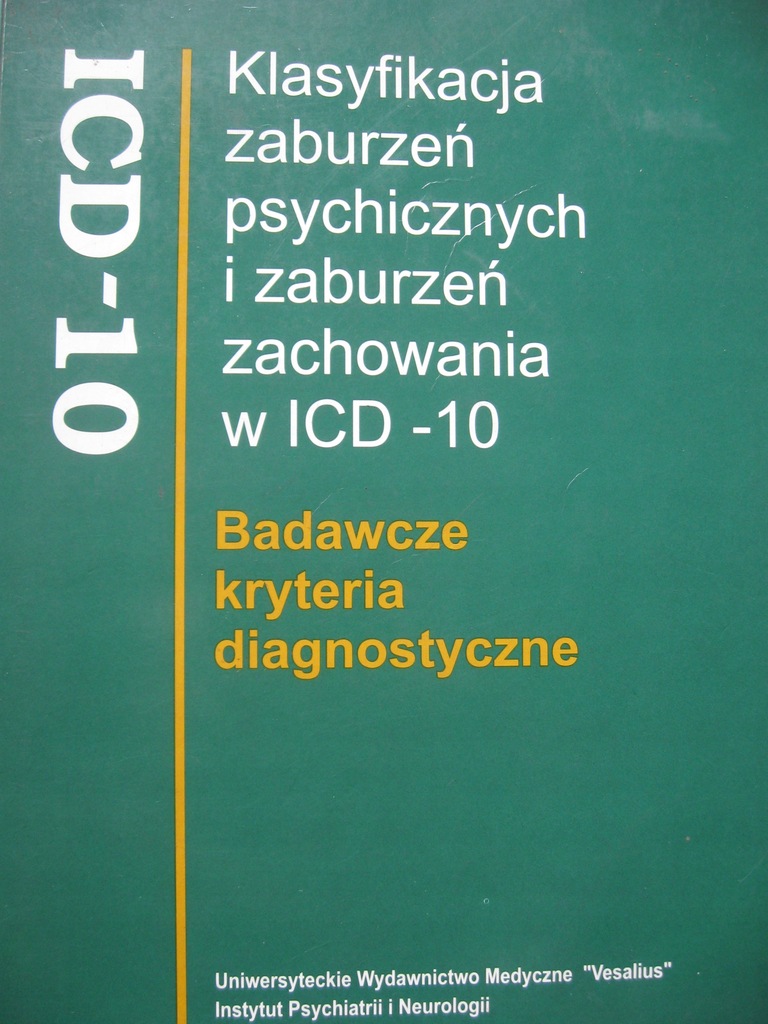 ICD-10
Klasyfikacja
zaburzeń
psychicznych
i zaburzeń
zachowania
w ICD -10
Badawcze
kryteria
diagnostyczne
Uniwersyteckie Wydawnictwo Medyczne "Vesalius"
Instytut Psychiatrii i Neurologii